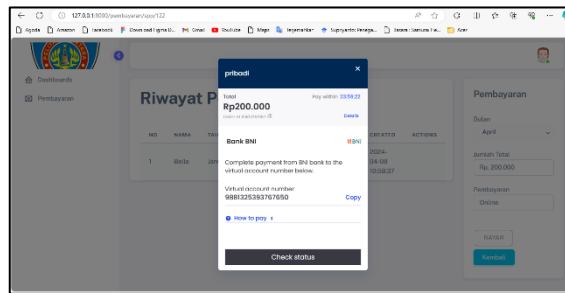 127.0.0.1:8000/pembayaran/spp/132
Agoda Amazon Facebook Gmail YouTube Maps
Dashboards
Pembayaran
Riwayat P
NO NAMA
CREATED ACTIONS
1 Bella
2024-
04-08
10:58:37
pribadi
×
Total
Pay within 23:59:22
Rp200.000
Details
Bank BNI
BNI
Complete payment from BNI bank to the
virtual account number below.
Virtual account number
9881325393767650 Copy
How to pay
Check status
Pembayaran
Bulan
April
Jumlah Total
Rp. 200.000
Pembayaran
Online
BAYAR
Kembali